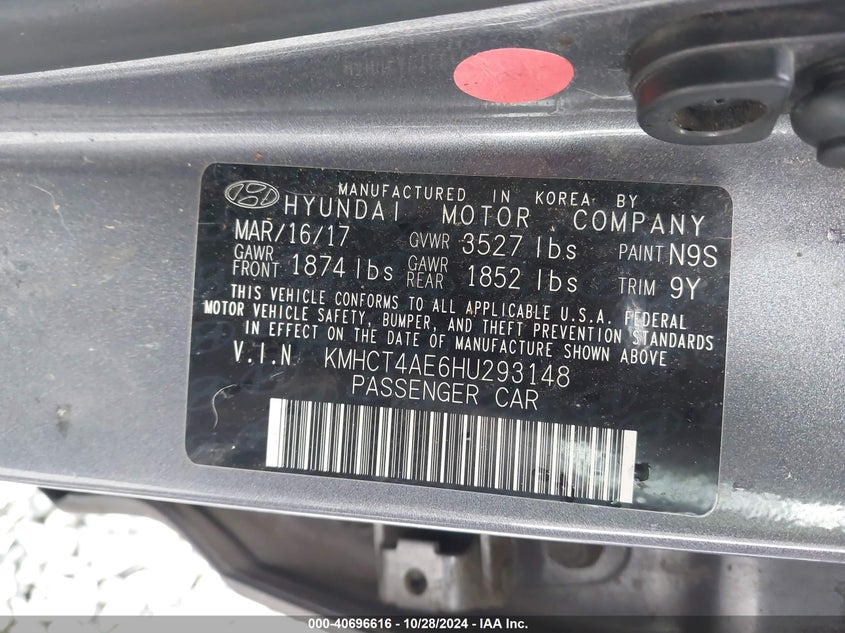 MANUFACTURED IN KOREA BY
HYUNDAI MOTOR COMPANY
MAR/16/17 GVWR 3527 lbs PAINT N9S
GAWR FRONT 1874 lbs GAWR REAR 1852 lbs TRIM 9Y
THIS VEHICLE CONFORMS TO ALL APPLICABLE U.S.A. FEDERAL
MOTOR VEHICLE SAFETY, BUMPER, AND THEFT PREVENTION STANDARDS
IN EFFECT ON THE DATE OF MANUFACTURE SHOWN ABOVE
V.I.N. KMHCT4AE6HU293148
PASSENGER CAR
000-40696616 - 10/28/2024 - IAA Inc.